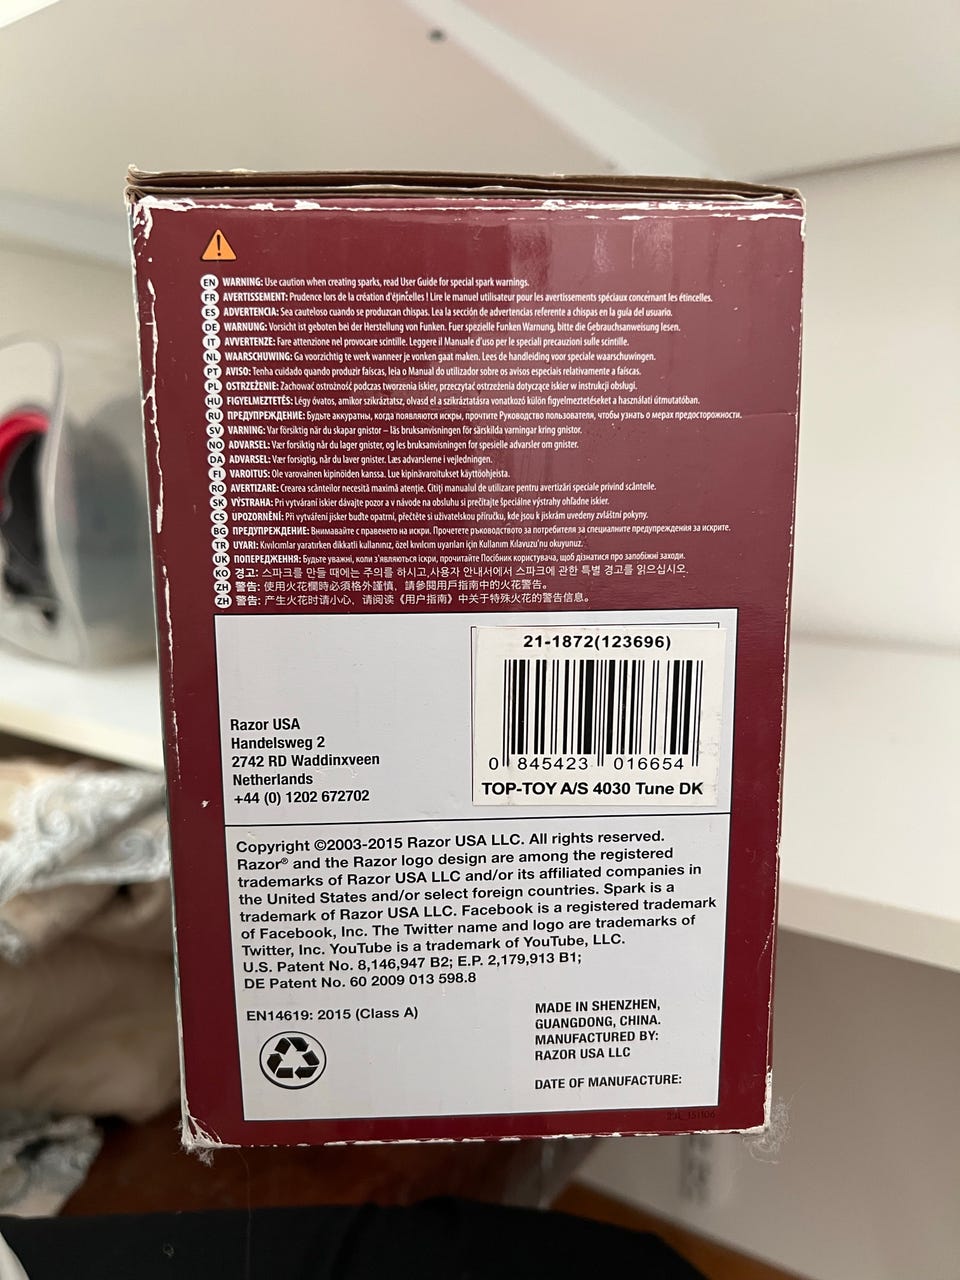 EN WARNING: Use caution when creating sparks, read User Guide for special spark warnings.
FR AVERTISSEMENT: Prudence lors de la création d'étincelles ! Lire le manuel utilisateur pour les avertissements spéciaux concernant les étincelles.
ES ADVERTENCIA: Sea cauteloso cuando se produzcan chispas. Lea la sección de advertencias referente a chispas en la guía del usuario.
DE WARNUNG: Vorsicht ist geboten bei der Herstellung von Funken. Fuer spezielle Funken Warnung, bitte die Gebrauchsanweisung lesen.
IT AVVERTENZE: Fare attenzione nel provocare scintille. Leggere il Manuale d'uso per le speciali precauzioni sulle scintille.
NL WAARSCHUWING: Ga voorzichtig te werk wanneer je vonken gaat maken. Lees de handleiding voor speciale waarschuwingen.
PT AVISO: Tenha cuidado quando produzir faíscas, leia o Manual do utilizador sobre os avisos especiais relativamente a faíscas.
PL OSTRZEŻENIE: Zachować ostrożność podczas tworzenia iskier, przeczytać ostrzeżenia dotyczące iskier w instrukcji obsługi.
HU FIGYELMEZTETÉS: Légy óvatos, amikor szikráztatsz, olvasd el a szikráztatásra vonatkozó külön figyelmeztetéseket a használati útmutatóban.
RU ПРЕДУПРЕЖДЕНИЕ: Будьте аккуратны, когда появляются искры, прочтите Руководство пользователя, чтобы узнать о мерах предосторожности.
SV VARNING: Var försiktig när du skapar gnistor – läs bruksanvisningen för särskilda varningar kring gnistor.
NO ADVARSEL: Vær forsiktig når du lager gnister, og les bruksanvisningen for spesielle advarsler om gnister.
DA ADVARSEL: Vær forsigtig, når du laver gnister. Læs advarslerne i vejledningen.
FI VAROITUS: Ole varovainen kipinöiden kanssa. Lue kipinävaroitukset käyttöohjeista.
RO AVERTIZARE: Crearea scânteilor necesită maximă atenție. Citiți manualul de utilizare pentru avertizări speciale privind scânteile.
SK VÝSTRAHA: Pri vytváraní iskier dávajte pozor a v návode na obsluhu si prečítajte špeciálne výstrahy ohľadne iskier.
CS UPOZORNĚNÍ: Při vytváření jisker buďte opatrní, přečtěte si uživatelskou příručku, kde jsou k jiskrám uvedeny zvláštní pokyny.
BG ПРЕДУПРЕЖДЕНИЕ: Внимавайте с правенето на искри. Прочетете ръководството за потребителя за специалните предупреждения за искрите.
TR UYARI: Kıvılcımlar yaratırken dikkatli kullanınız, özel kıvılcım uyarıları için Kullanım Kılavuzu'nu okuyunuz.
UK ПОПЕРЕДЖЕННЯ: Будьте уважні, коли з'являються іскри, прочитайте Посібник користувача, щоб дізнатися про запобіжні заходи.
KO 경고: 스파크를 만들 때에는 주의를 하시고,사용자 안내서에서 스파크에 관한 특별 경고를 읽으십시오.
ZH 警告: 使用火花棡時必須格外謹慎, 請參閱用戶指南中的火花警告。
ZH 警告: 产生火花时请小心, 请阅读《用户指南》中关于特殊火花的警告信息。
21-1872(123696)
0 845423 016654
TOP-TOY A/S 4030 Tune DK
Razor USA
Handelsweg 2
2742 RD Waddinxveen
Netherlands
+44 (0) 1202 672702
Copyright ©2003-2015 Razor USA LLC. All rights reserved.
Razor® and the Razor logo design are among the registered
trademarks of Razor USA LLC and/or its affiliated companies in
the United States and/or select foreign countries. Spark is a
trademark of Razor USA LLC. Facebook is a registered trademark
of Facebook, Inc. The Twitter name and logo are trademarks of
Twitter, Inc. YouTube is a trademark of YouTube, LLC.
U.S. Patent No. 8,146,947 B2; E.P. 2,179,913 B1;
DE Patent No. 60 2009 013 598.8
EN14619: 2015 (Class A)
MADE IN SHENZHEN,
GUANGDONG, CHINA.
MANUFACTURED BY:
RAZOR USA LLC
DATE OF MANUFACTURE: